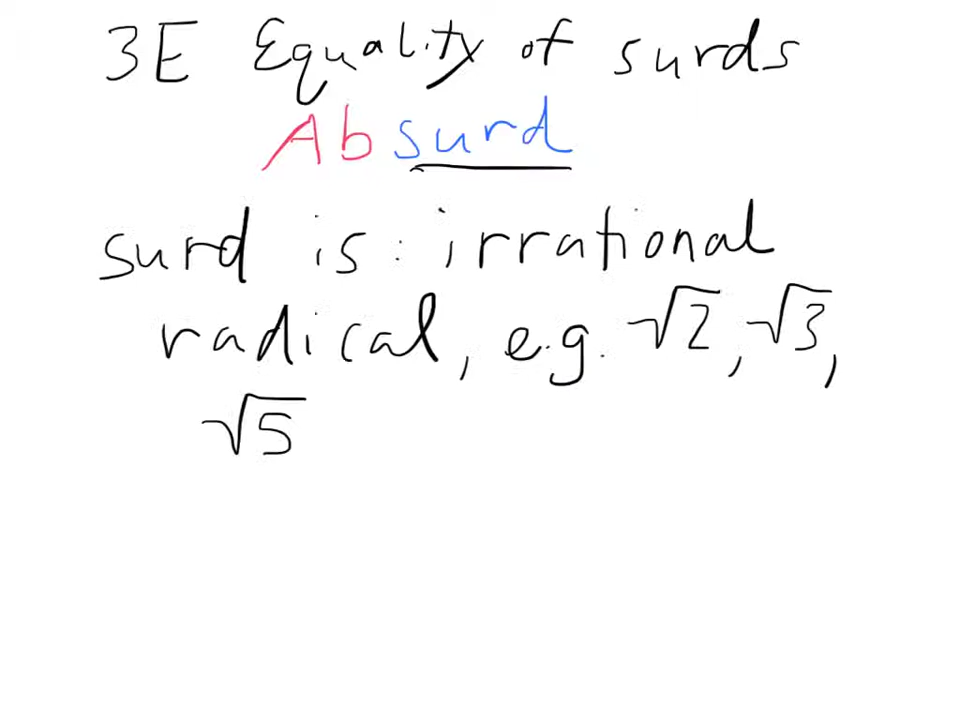 3E Equality of surds
Absurd
surd is: irrational
radical, e.g. √2, √3,
√5